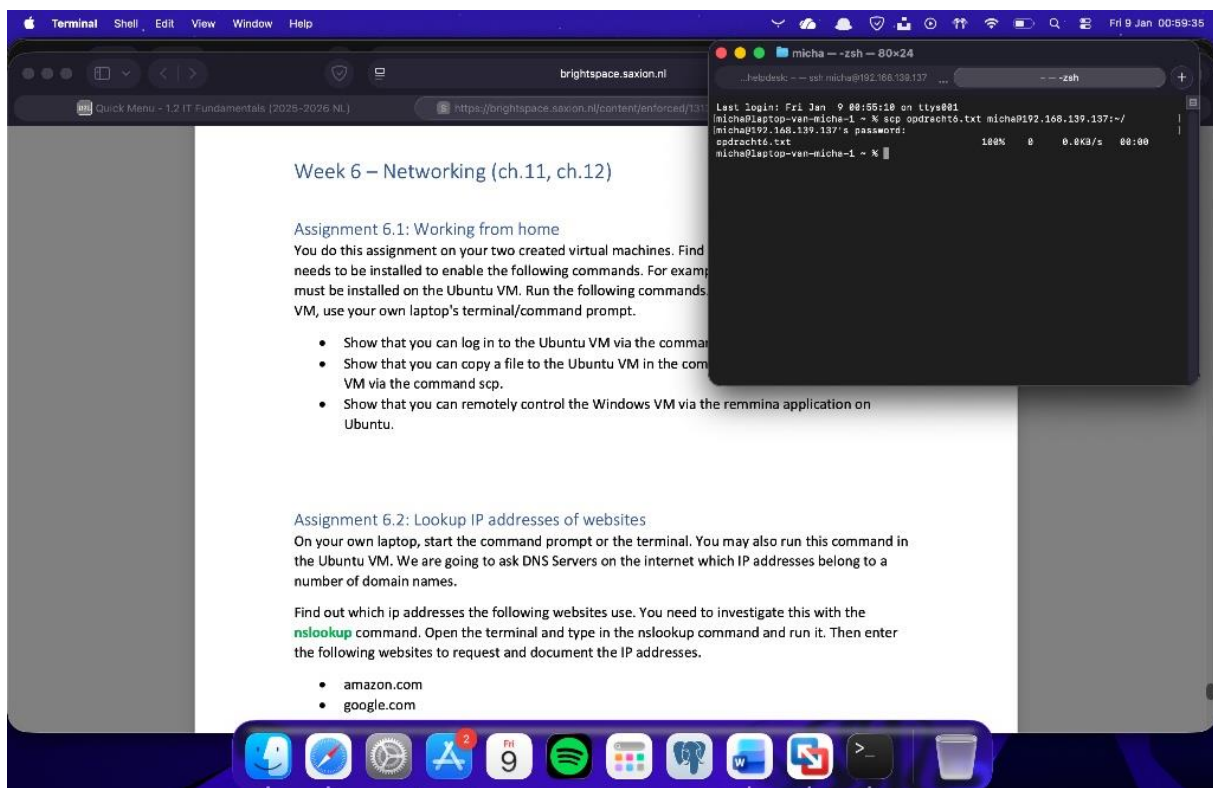 Terminal Shell Edit View Window Help
Fri 9 Jan 00:59:35
brightspace.saxion.nl
Quick Menu - 1.2 IT Fundamentals (2025-2026 NL)
https://brightspace.saxion.nl/content/enforced/131
micha — -zsh — 80×24
...helpdesk: ~ — ssh micha@192.168.139.137 ...
~ — -zsh
Last login: Fri Jan 9 00:55:10 on ttys001
[micha@laptop-van-micha-1 ~ % scp opdracht6.txt micha@192.168.139.137:~/ ]
[micha@192.168.139.137's password: ]
opdracht6.txt 100% 0 0.0KB/s 00:00
micha@laptop-van-micha-1 ~ %
Week 6 – Networking (ch.11, ch.12)
Assignment 6.1: Working from home
You do this assignment on your two created virtual machines. Find
needs to be installed to enable the following commands. For examp
must be installed on the Ubuntu VM. Run the following commands.
VM, use your own laptop's terminal/command prompt.
• Show that you can log in to the Ubuntu VM via the comma
• Show that you can copy a file to the Ubuntu VM in the com
VM via the command scp.
• Show that you can remotely control the Windows VM via the remmina application on
Ubuntu.
Assignment 6.2: Lookup IP addresses of websites
On your own laptop, start the command prompt or the terminal. You may also run this command in
the Ubuntu VM. We are going to ask DNS Servers on the internet which IP addresses belong to a
number of domain names.
Find out which ip addresses the following websites use. You need to investigate this with the
nslookup command. Open the terminal and type in the nslookup command and run it. Then enter
the following websites to request and document the IP addresses.
• amazon.com
• google.com
2
Fri
9
W
>_